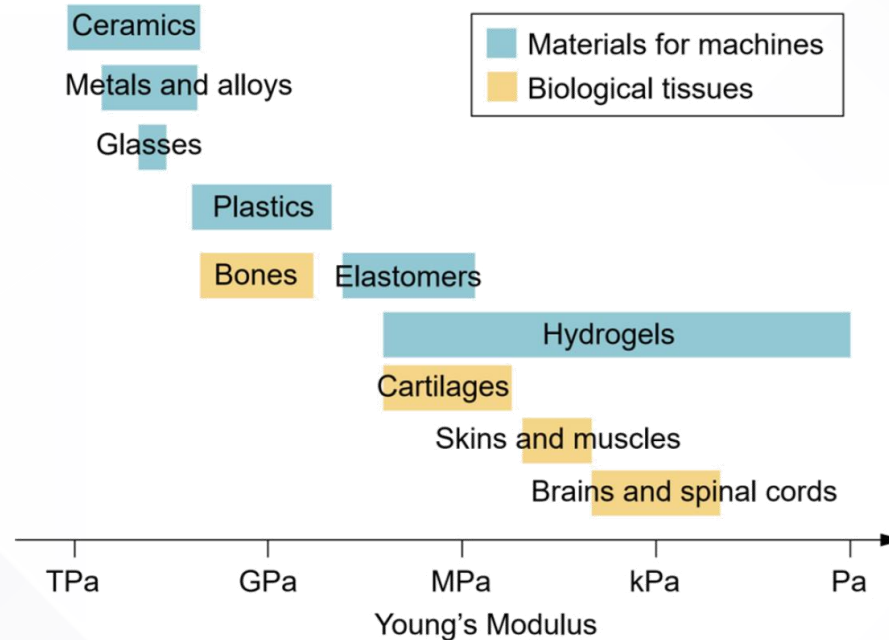 Ceramics
Materials for machines
Metals and alloys
Biological tissues
Glasses
Plastics
Bones
Elastomers
Hydrogels
Cartilages
Skins and muscles
Brains and spinal cords
TPa GPa MPa kPa Pa
Young’s Modulus